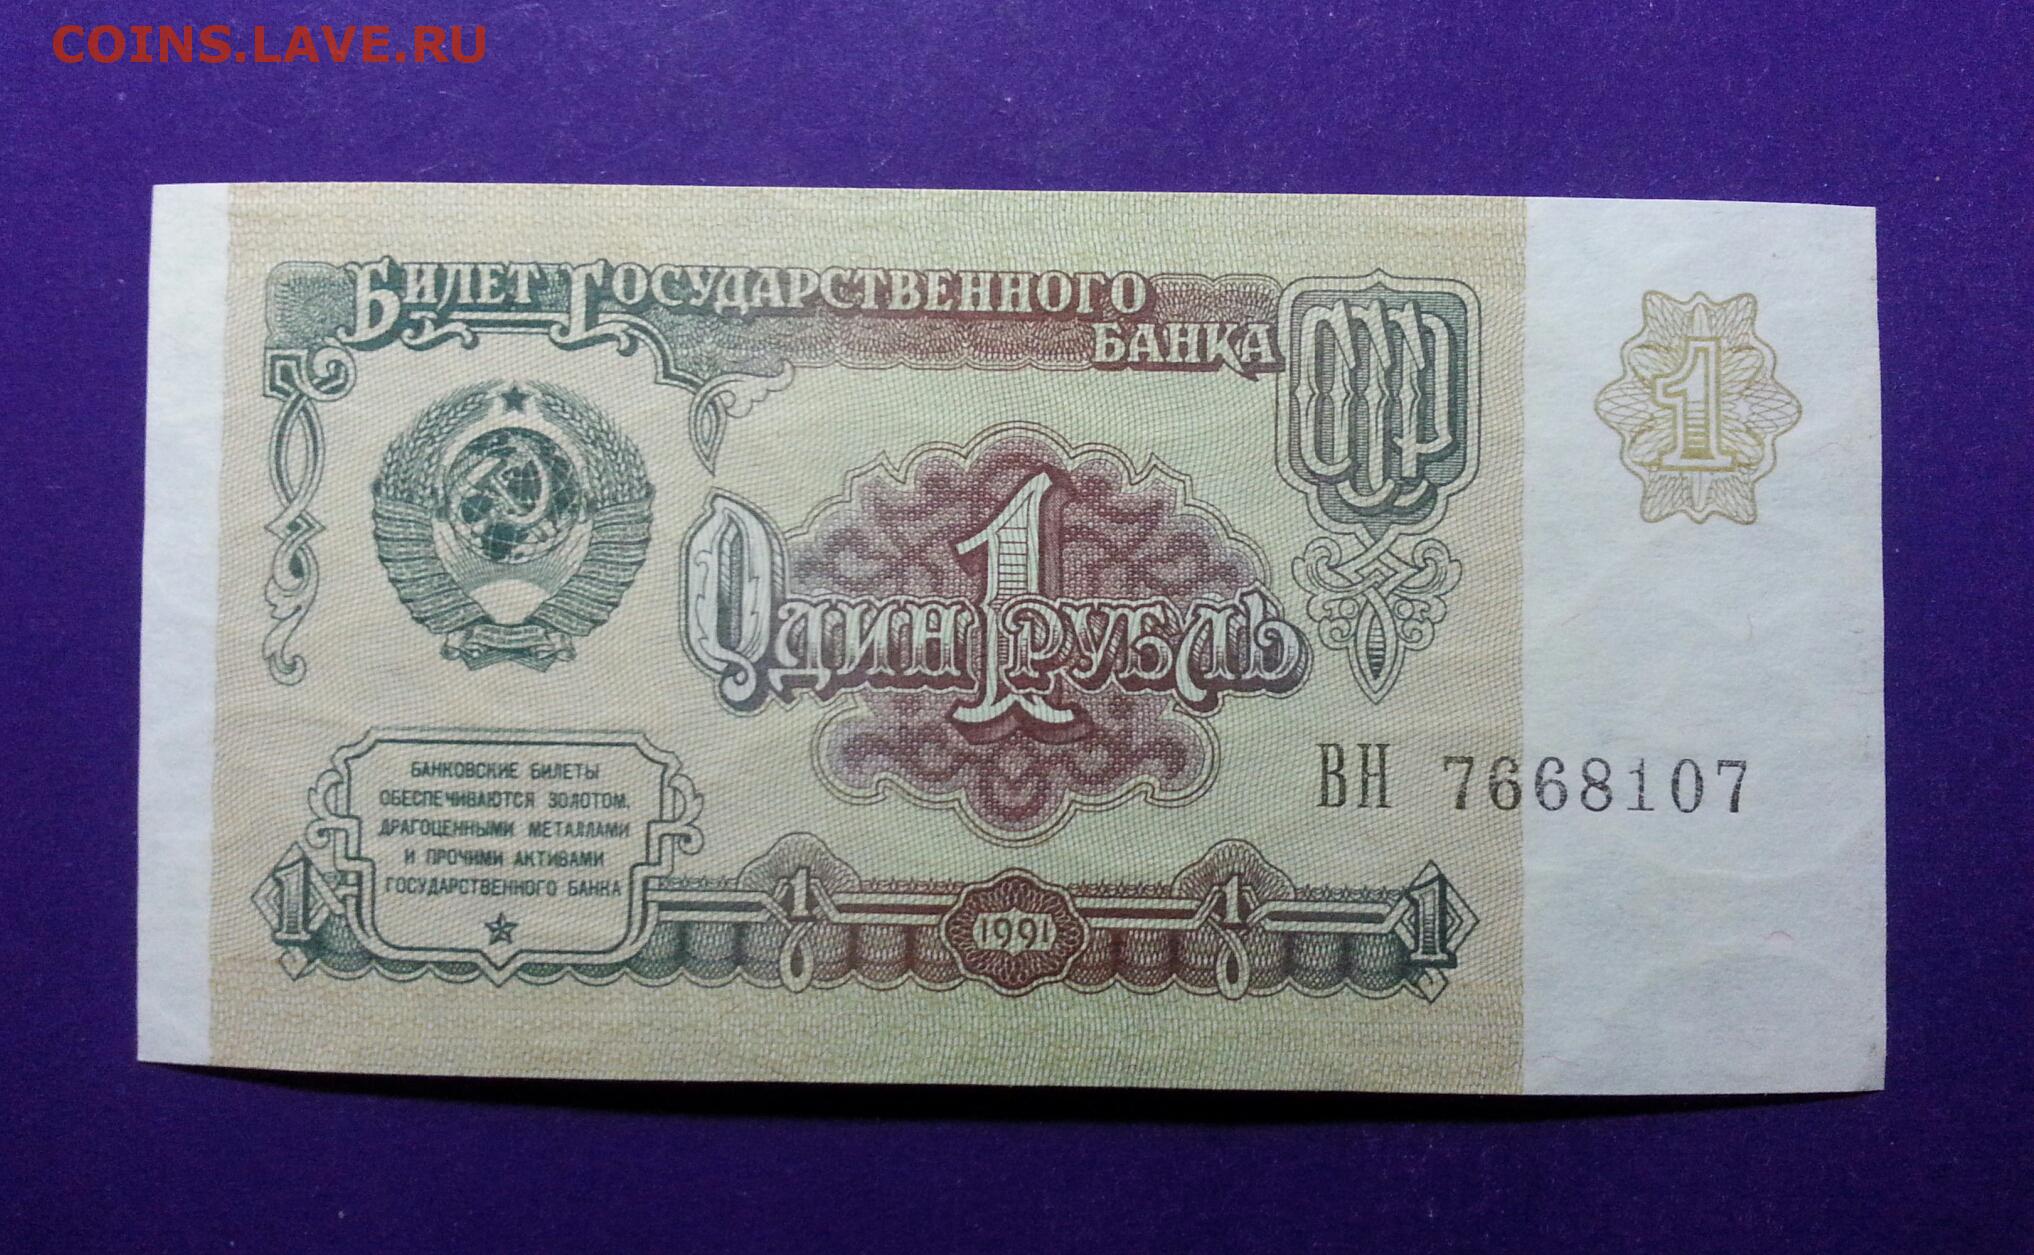 COINS.LAVE.RU
БИЛЕТ ГОСУДАРСТВЕННОГО
БАНКА
СССР
1
1
ОДИН РУБЛЬ
ВН 7668107
БАНКОВСКИЕ БИЛЕТЫ
ОБЕСПЕЧИВАЮТСЯ ЗОЛОТОМ,
ДРАГОЦЕННЫМИ МЕТАЛЛАМИ
И ПРОЧИМИ АКТИВАМИ
ГОСУДАРСТВЕННОГО БАНКА
1 1 1991 1 1